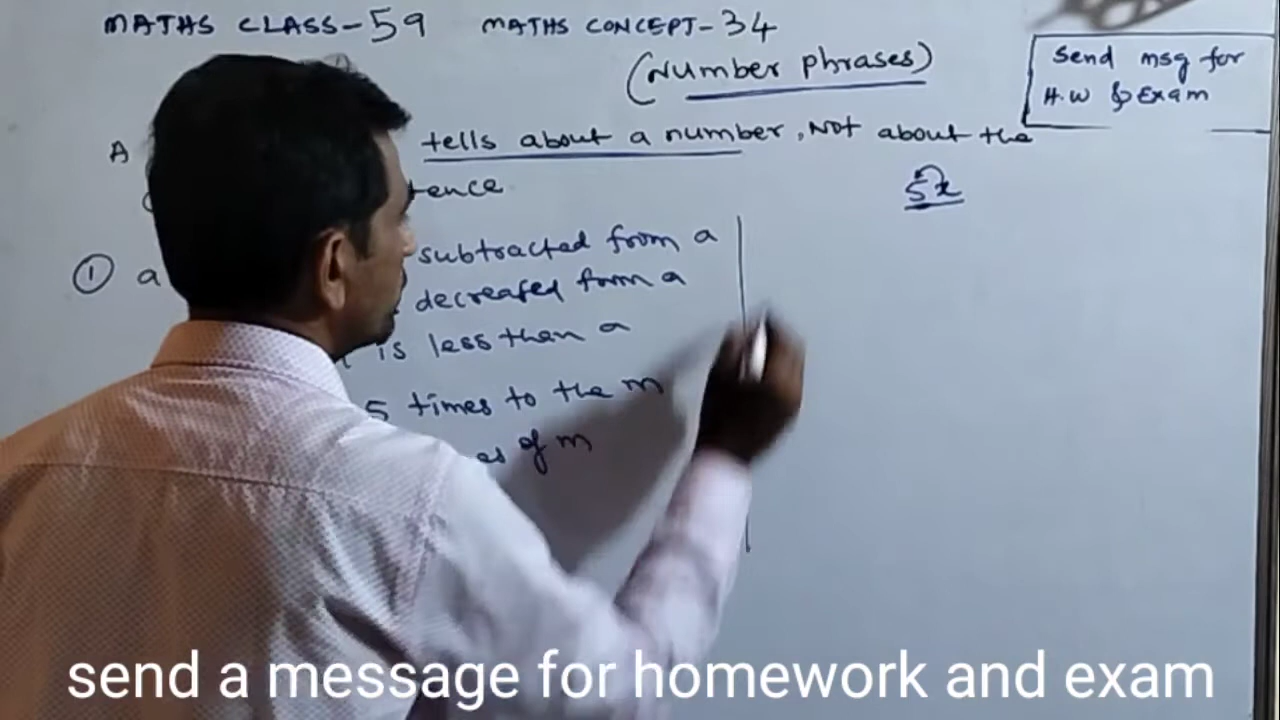 MATHS CLASS-59 MATHS CONCEPT-34
(Number phrases)
Send msg for
H.W & Exam
A tells about a number, Not about the
tence
5x
① a subtracted from a
decreased form a
is less than a
5 times to the m
es of m
send a message for homework and exam